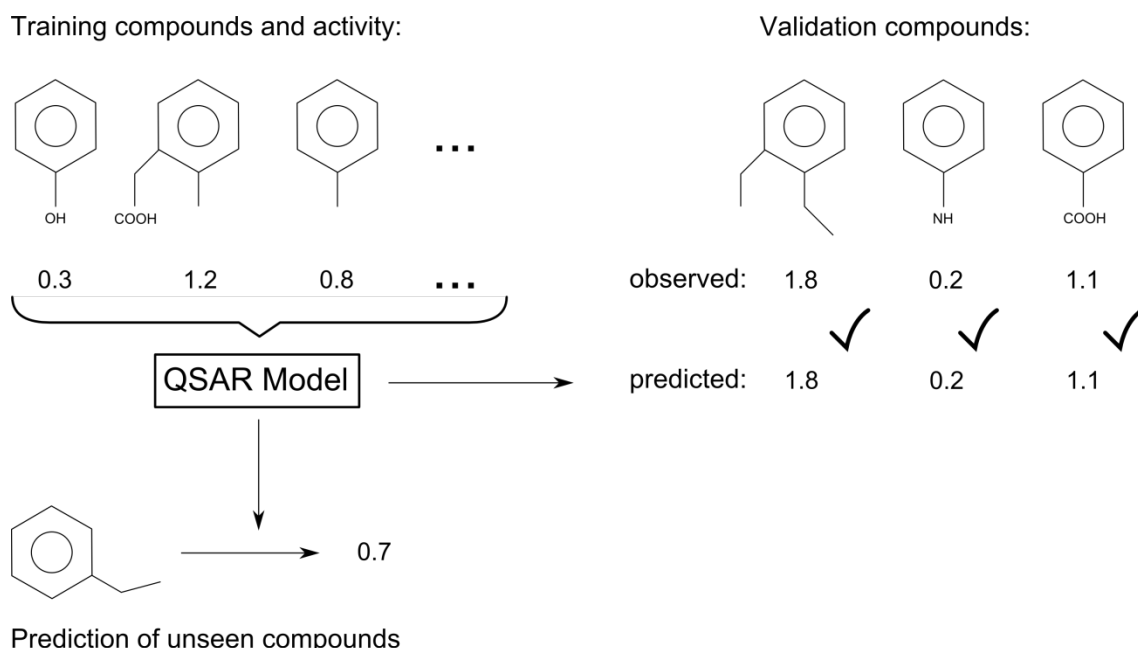 Training compounds and activity:
Validation compounds:
OH COOH ...
NH COOH
0.3 1.2 0.8 ...
observed: 1.8 0.2 1.1
QSAR Model
predicted: 1.8 0.2 1.1
0.7
Prediction of unseen compounds